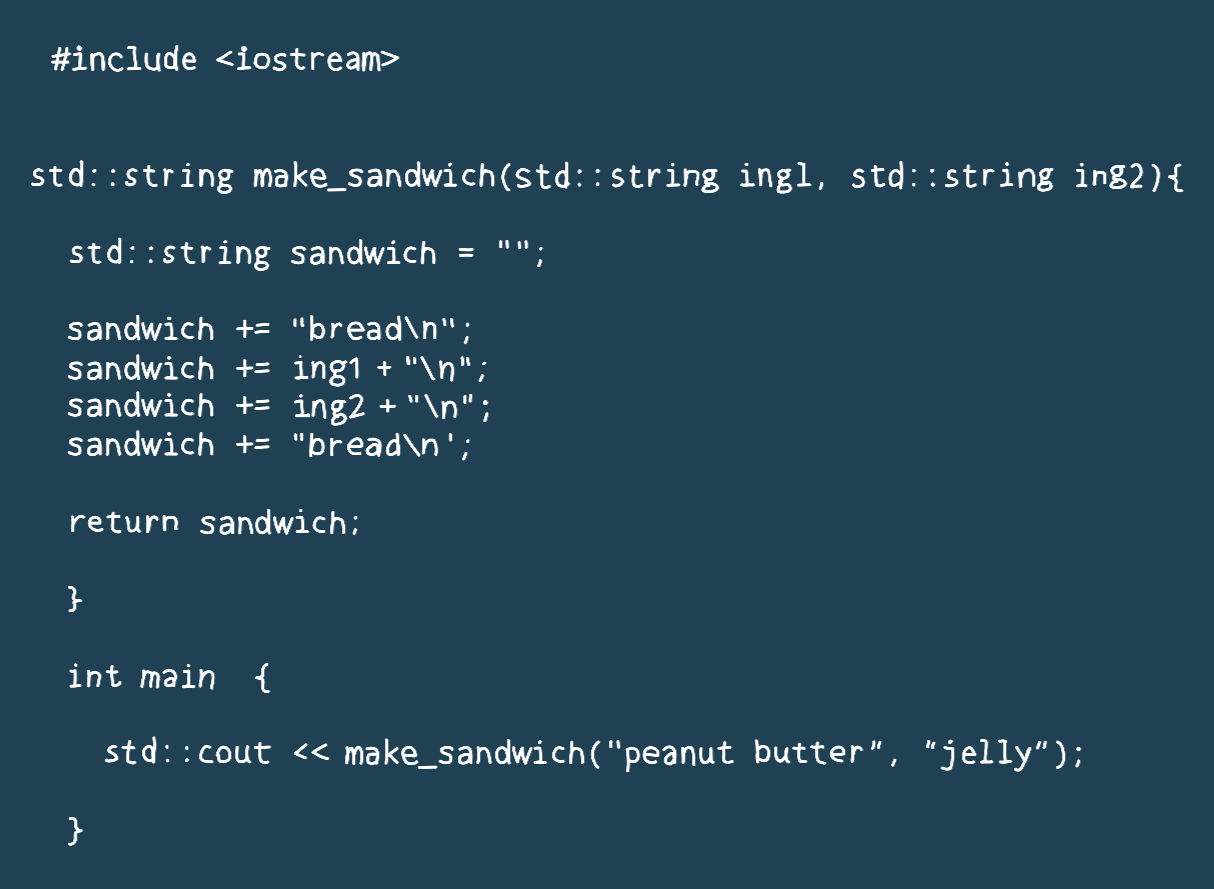 #include <iostream>
std::string make_sandwich(std::string ing1, std::string ing2){
std::string sandwich = "";
sandwich += "bread\n";
sandwich += ing1 + "\n";
sandwich += ing2 + "\n";
sandwich += "bread\n';
return sandwich;
}
int main  {
std::cout << make_sandwich("peanut butter", "jelly");
}